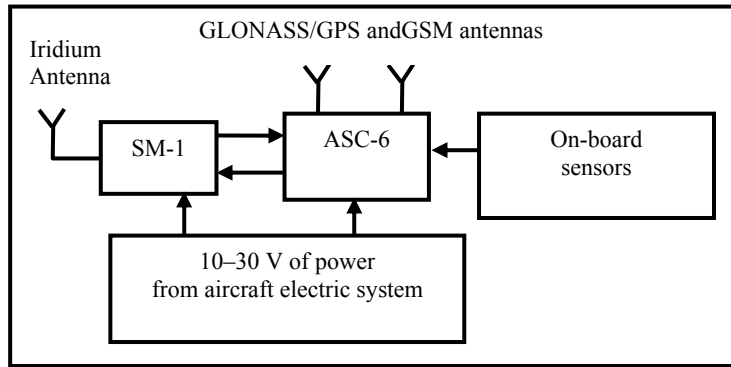 GLONASS/GPS andGSM antennas
Iridium
Antenna
SM-1
ASC-6
On-board
sensors
10–30 V of power
from aircraft electric system